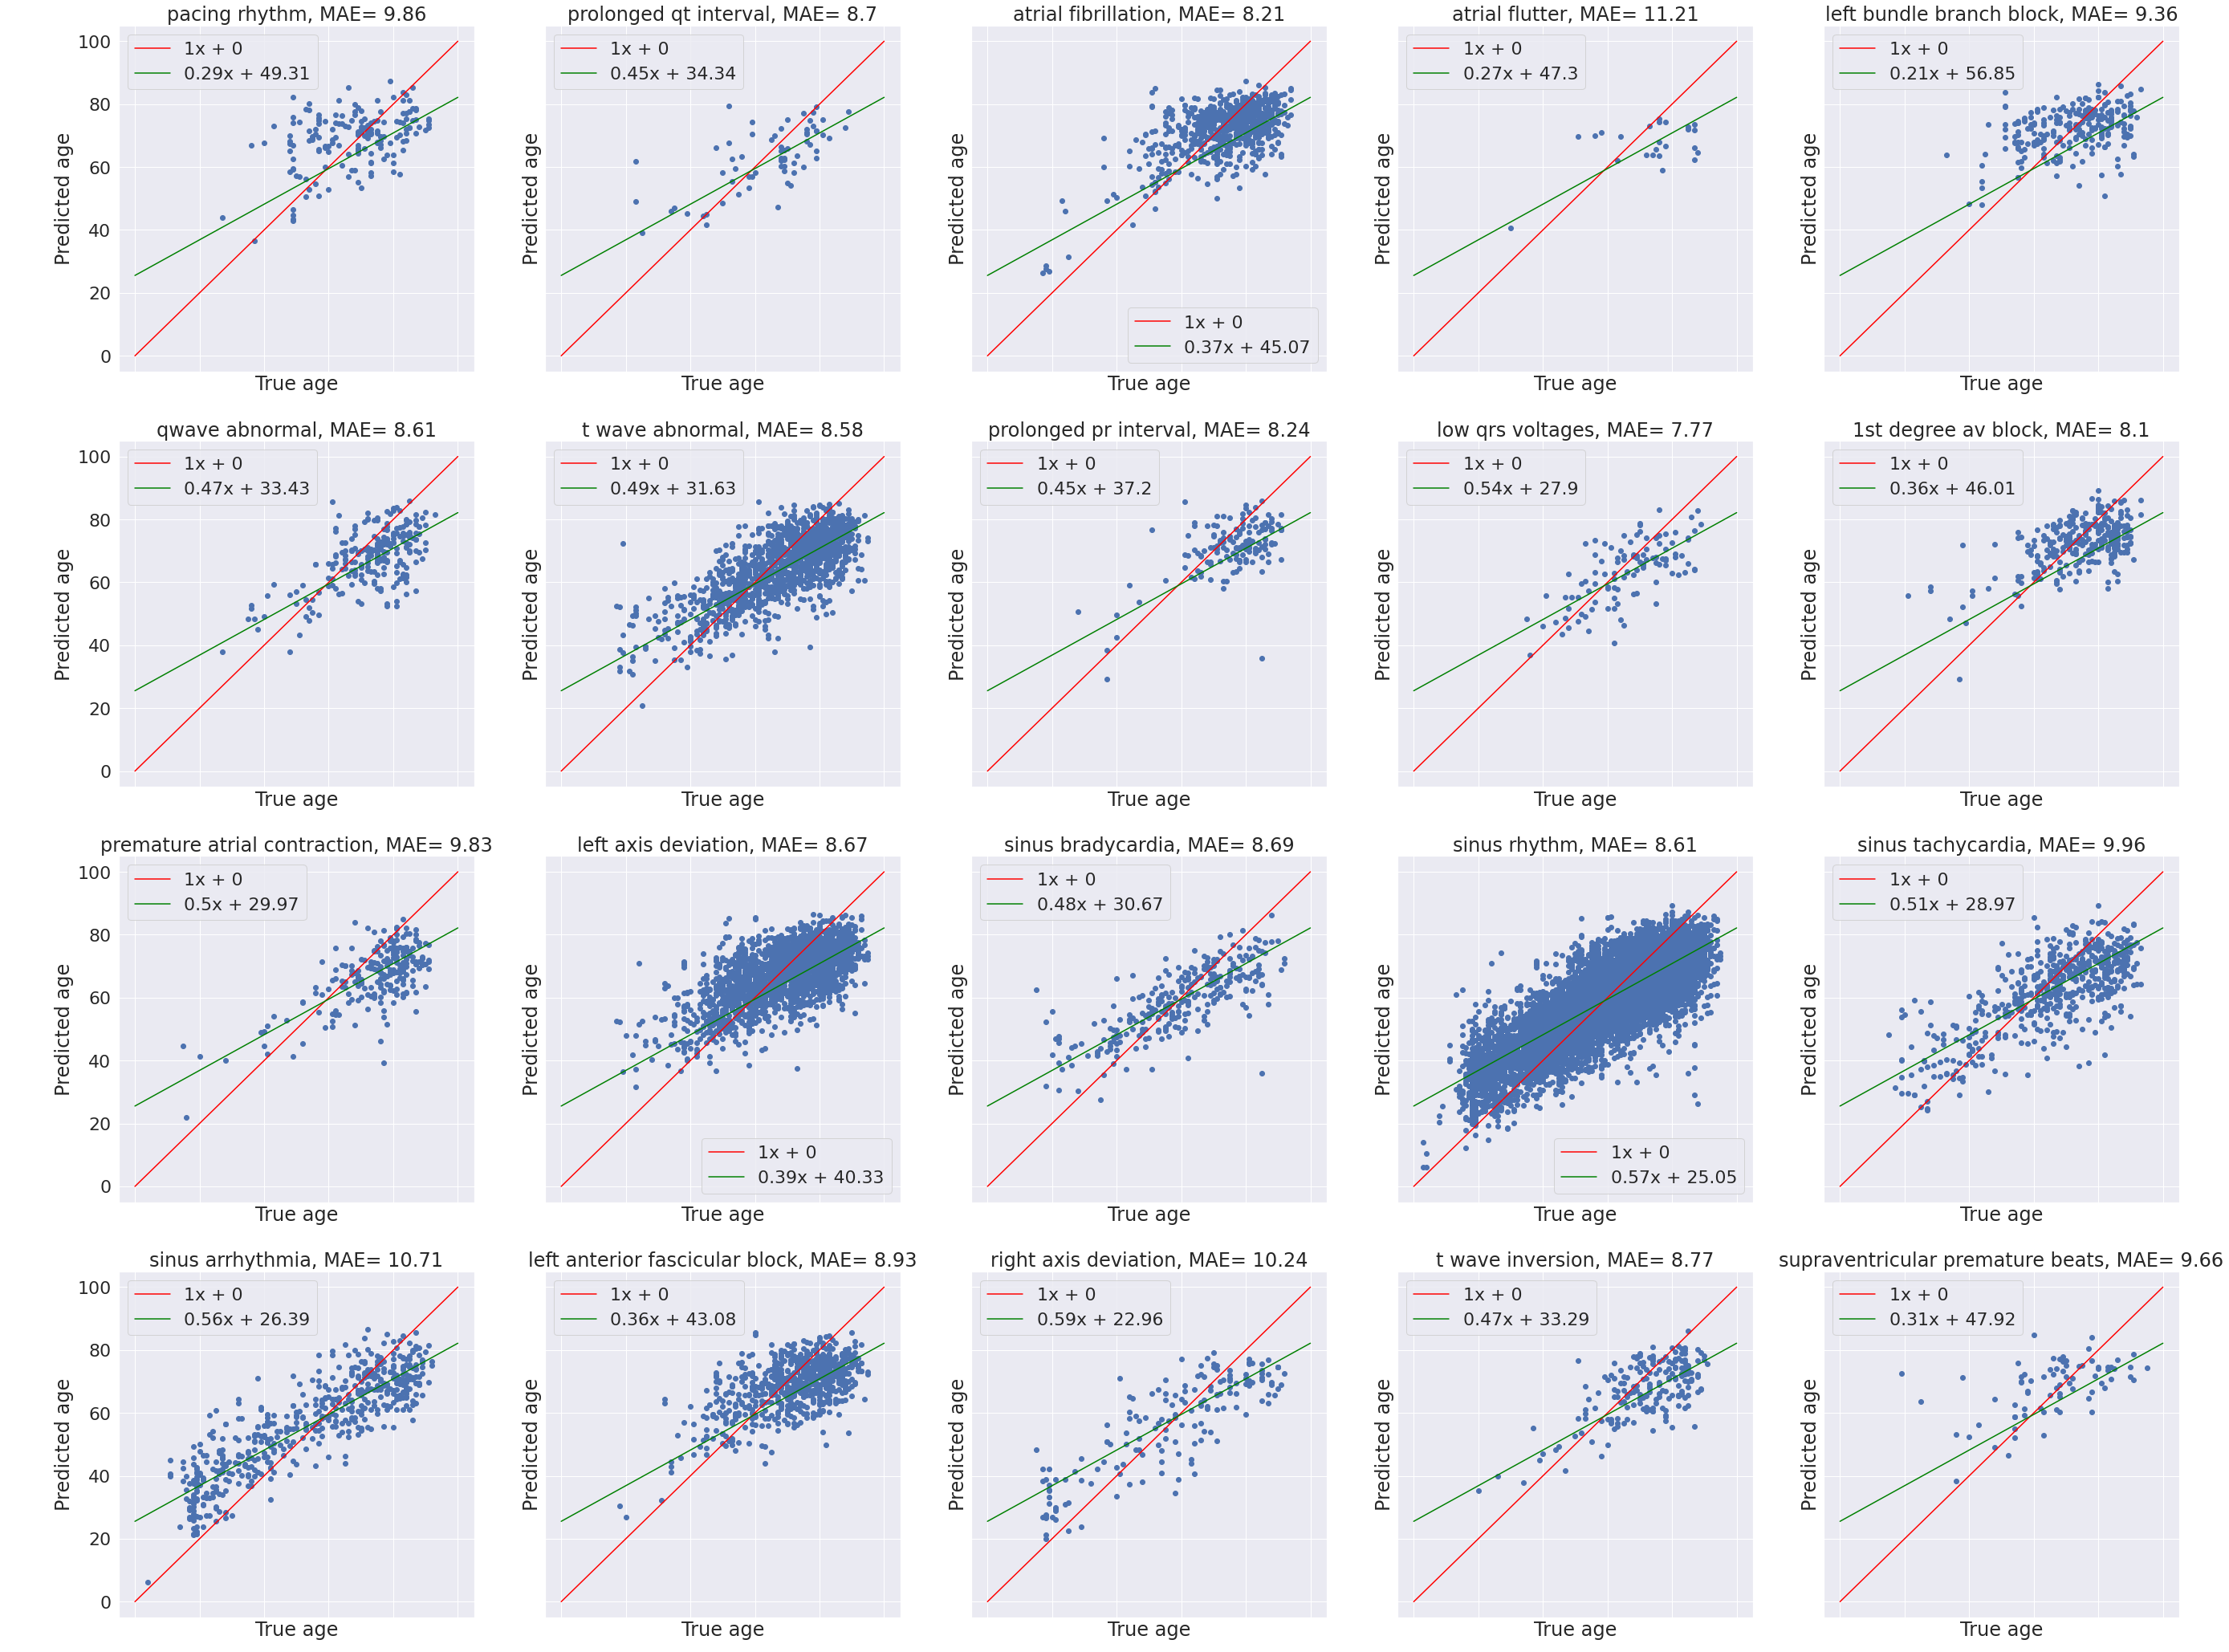 pacing rhythm, MAE= 9.86
1x + 0
0.29x + 49.31
100
80
60
40
20
0
Predicted age
True age
prolonged qt interval, MAE= 8.7
1x + 0
0.45x + 34.34
Predicted age
True age
atrial fibrillation, MAE= 8.21
Predicted age
1x + 0
0.37x + 45.07
True age
atrial flutter, MAE= 11.21
1x + 0
0.27x + 47.3
Predicted age
True age
left bundle branch block, MAE= 9.36
1x + 0
0.21x + 56.85
Predicted age
True age
qwave abnormal, MAE= 8.61
1x + 0
0.47x + 33.43
100
80
60
40
20
0
Predicted age
True age
t wave abnormal, MAE= 8.58
1x + 0
0.49x + 31.63
Predicted age
True age
prolonged pr interval, MAE= 8.24
1x + 0
0.45x + 37.2
Predicted age
True age
low qrs voltages, MAE= 7.77
1x + 0
0.54x + 27.9
Predicted age
True age
1st degree av block, MAE= 8.1
1x + 0
0.36x + 46.01
Predicted age
True age
premature atrial contraction, MAE= 9.83
1x + 0
0.5x + 29.97
100
80
60
40
20
0
Predicted age
True age
left axis deviation, MAE= 8.67
Predicted age
1x + 0
0.39x + 40.33
True age
sinus bradycardia, MAE= 8.69
1x + 0
0.48x + 30.67
Predicted age
True age
sinus rhythm, MAE= 8.61
Predicted age
1x + 0
0.57x + 25.05
True age
sinus tachycardia, MAE= 9.96
1x + 0
0.51x + 28.97
Predicted age
True age
sinus arrhythmia, MAE= 10.71
1x + 0
0.56x + 26.39
100
80
60
40
20
0
Predicted age
True age
left anterior fascicular block, MAE= 8.93
1x + 0
0.36x + 43.08
Predicted age
True age
right axis deviation, MAE= 10.24
1x + 0
0.59x + 22.96
Predicted age
True age
t wave inversion, MAE= 8.77
1x + 0
0.47x + 33.29
Predicted age
True age
supraventricular premature beats, MAE= 9.66
1x + 0
0.31x + 47.92
Predicted age
True age